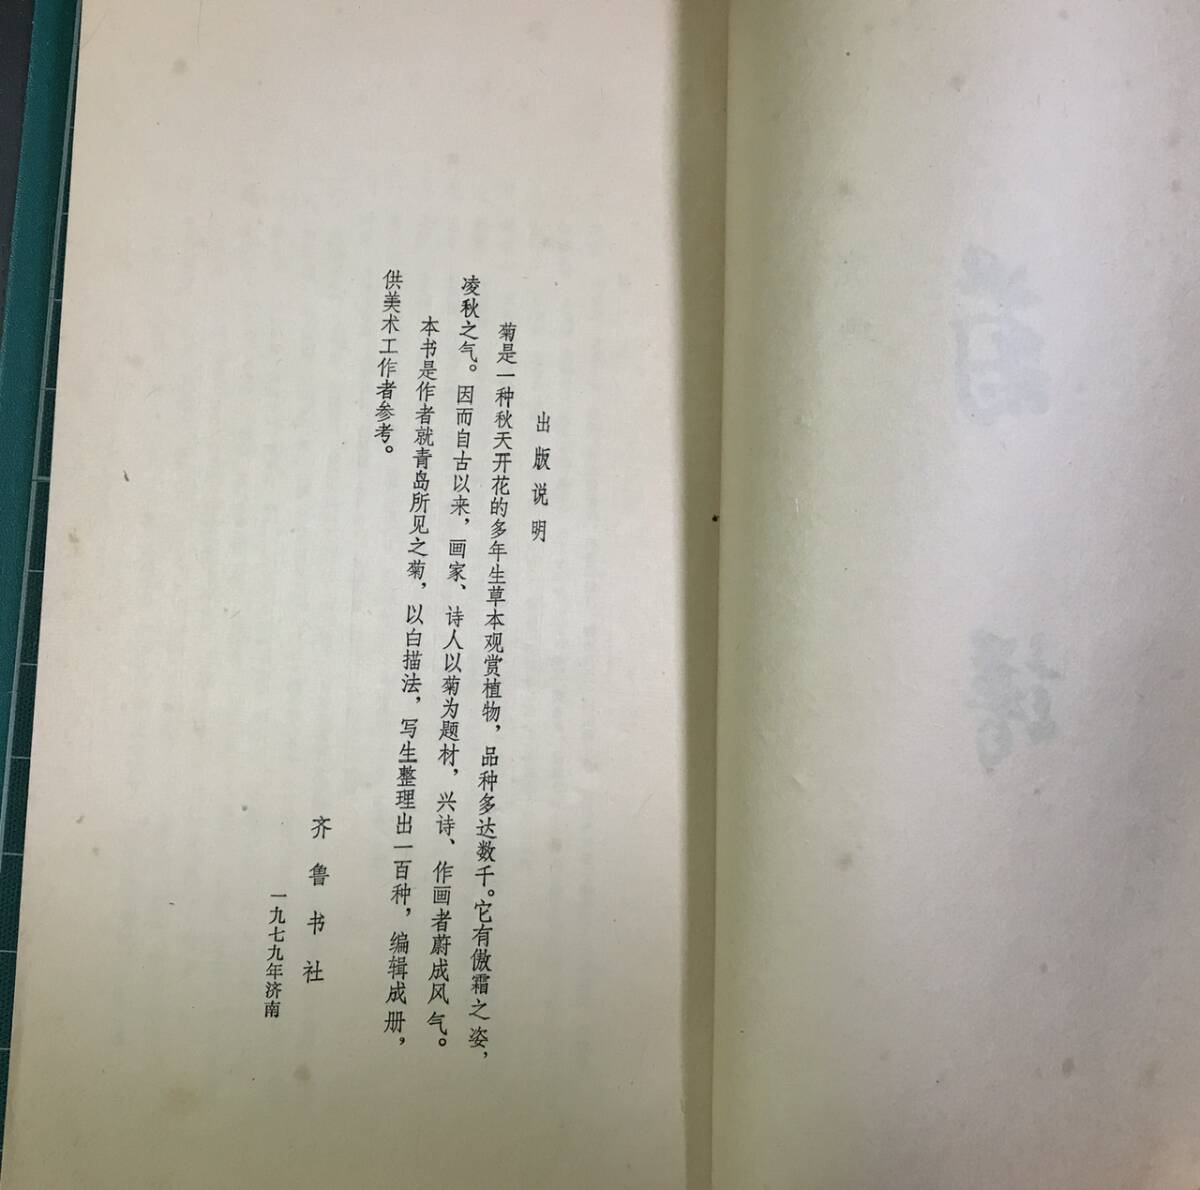 出版说明
菊是一种秋天开花的多年生草本观赏植物，品种多达数千。它有傲霜之姿，
凌秋之气。因而自古以来，画家、诗人以菊为题材，兴诗、作画者蔚成风气。
本书是作者就青岛所见之菊，以白描法，写生整理出一百种，编辑成册，
供美术工作者参考。
齐鲁书社
一九七九年济南